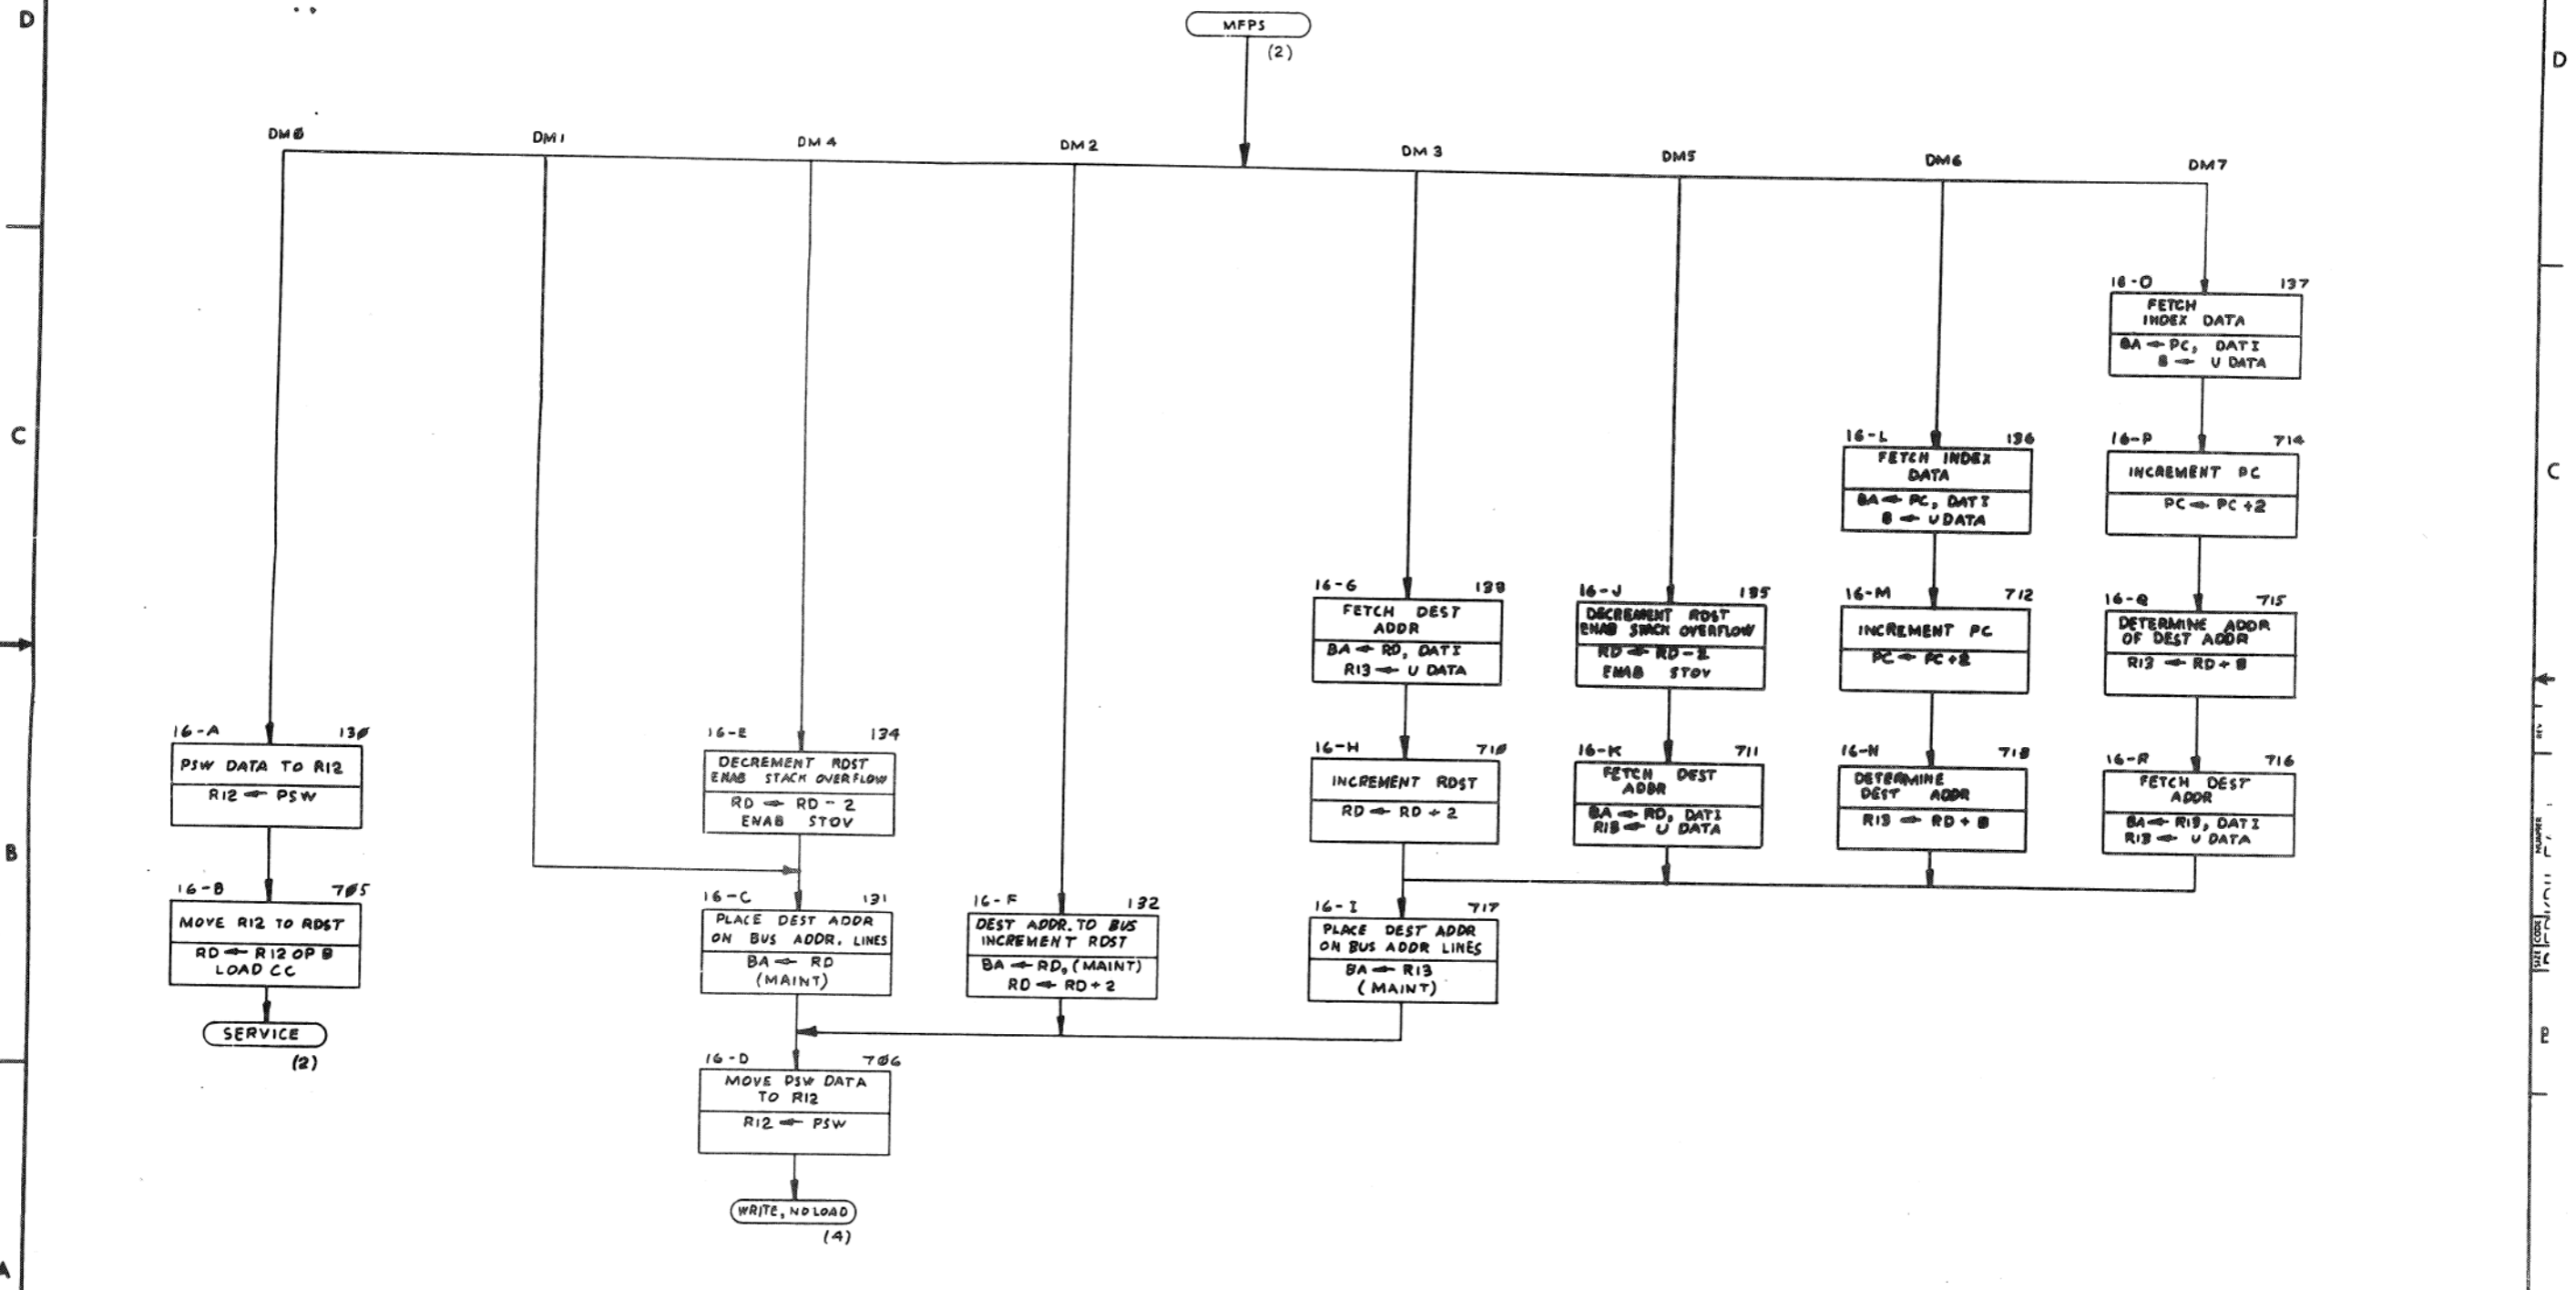 D
MFPS
(2)
D
DMØ
DM1
DM4
DM2
DM3
DM5
DM6
DM7
16-O 137
FETCH
INDEX DATA
BA ← PC, DATI
B ← U DATA
C
16-L 136
FETCH INDEX
DATA
BA ← PC, DATI
B ← U DATA
16-P 714
INCREMENT PC
PC ← PC+2
C
16-G 133
FETCH DEST
ADDR
BA ← RD, DATI
R13 ← U DATA
16-J 135
DECREMENT RDST
ENAB STACK OVERFLOW
RD ← RD-2
ENAB STOV
16-M 712
INCREMENT PC
PC ← PC+2
16-Q 715
DETERMINE ADDR
OF DEST ADDR
R13 ← RD+B
16-A 13Ø
PSW DATA TO R12
R12 ← PSW
16-E 134
DECREMENT RDST
ENAB STACK OVERFLOW
RD ← RD-2
ENAB STOV
16-H 71Ø
INCREMENT RDST
RD ← RD+2
16-K 711
FETCH DEST
ADDR
BA ← RD, DATI
R13 ← U DATA
16-N 713
DETERMINE
DEST ADDR
R13 ← RD+B
16-R 716
FETCH DEST
ADDR
BA ← R13, DATI
R13 ← U DATA
REV
NUMBER
CODE
SIZE
B
16-B 7Ø5
MOVE R12 TO RDST
RD ← R12 OP B
LOAD CC
16-C 131
PLACE DEST ADDR
ON BUS ADDR. LINES
BA ← RD
(MAINT)
16-F 132
DEST ADDR. TO BUS
INCREMENT RDST
BA ← RD, (MAINT)
RD ← RD+2
16-I 717
PLACE DEST ADDR
ON BUS ADDR LINES
BA ← R13
(MAINT)
SERVICE
(2)
B
16-D 7Ø6
MOVE PSW DATA
TO R12
R12 ← PSW
WRITE, NO LOAD
(4)
A